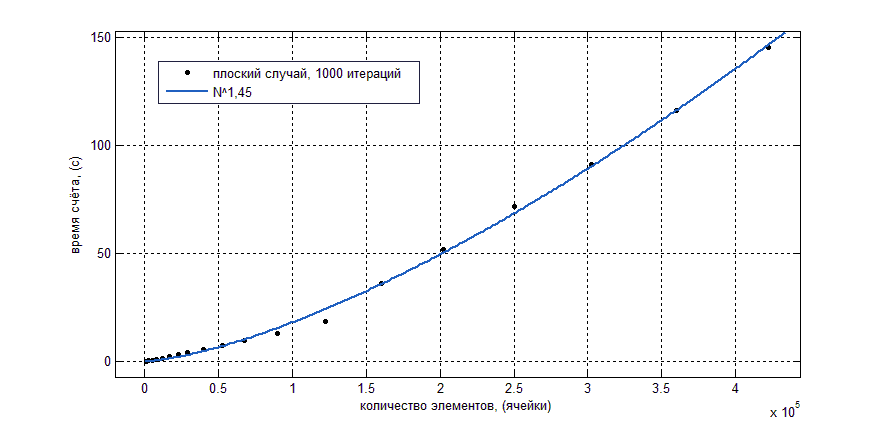 150
100
50
0
время счёта, (с)
плоский случай, 1000 итераций
N^1,45
0 0.5 1 1.5 2 2.5 3 3.5 4
количество элементов, (ячейки)
x 10^5